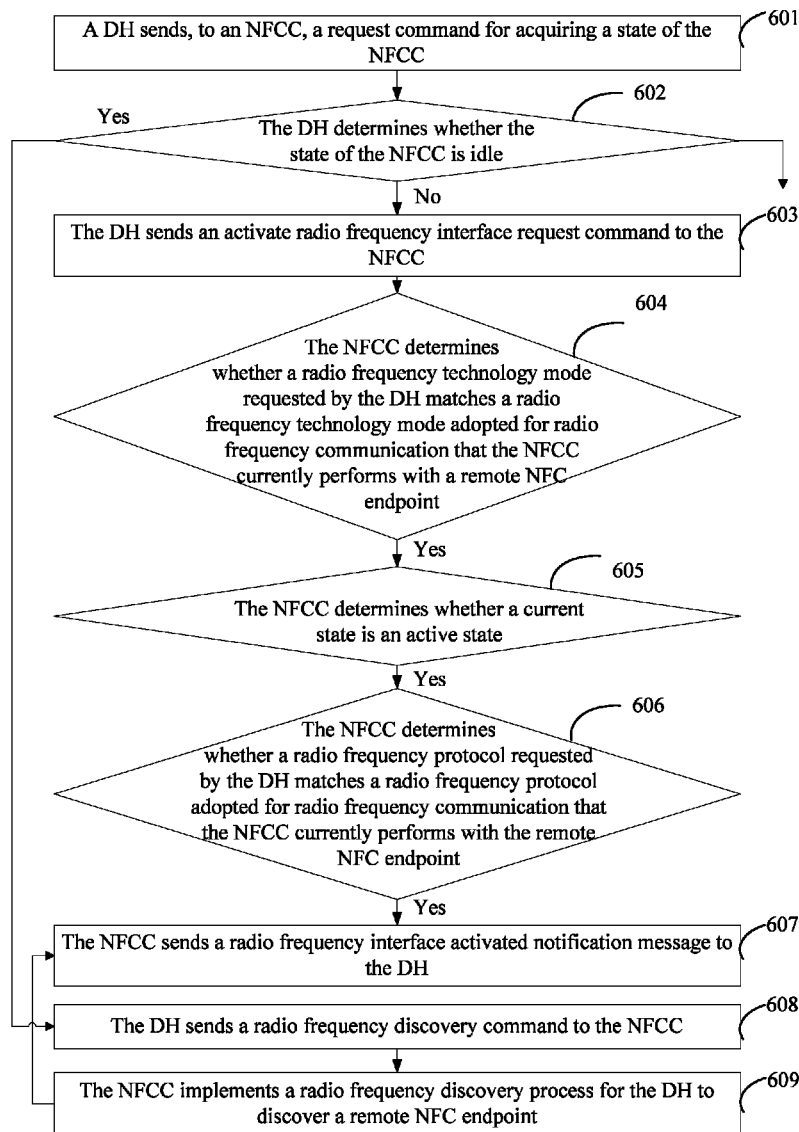 A DH sends, to an NFCC, a request command for acquiring a state of the
NFCC
601
602
Yes
The DH determines whether the
state of the NFCC is idle
No
603
The DH sends an activate radio frequency interface request command to the
NFCC
604
The NFCC determines
whether a radio frequency technology mode
requested by the DH matches a radio
frequency technology mode adopted for radio
frequency communication that the NFCC
currently performs with a remote NFC
endpoint
Yes
605
The NFCC determines whether a current
state is an active state
Yes
606
The NFCC determines
whether a radio frequency protocol requested
by the DH matches a radio frequency protocol
adopted for radio frequency communication that
the NFCC currently performs with the remote
NFC endpoint
Yes
607
The NFCC sends a radio frequency interface activated notification message to
the DH
608
The DH sends a radio frequency discovery command to the NFCC
609
The NFCC implements a radio frequency discovery process for the DH to
discover a remote NFC endpoint